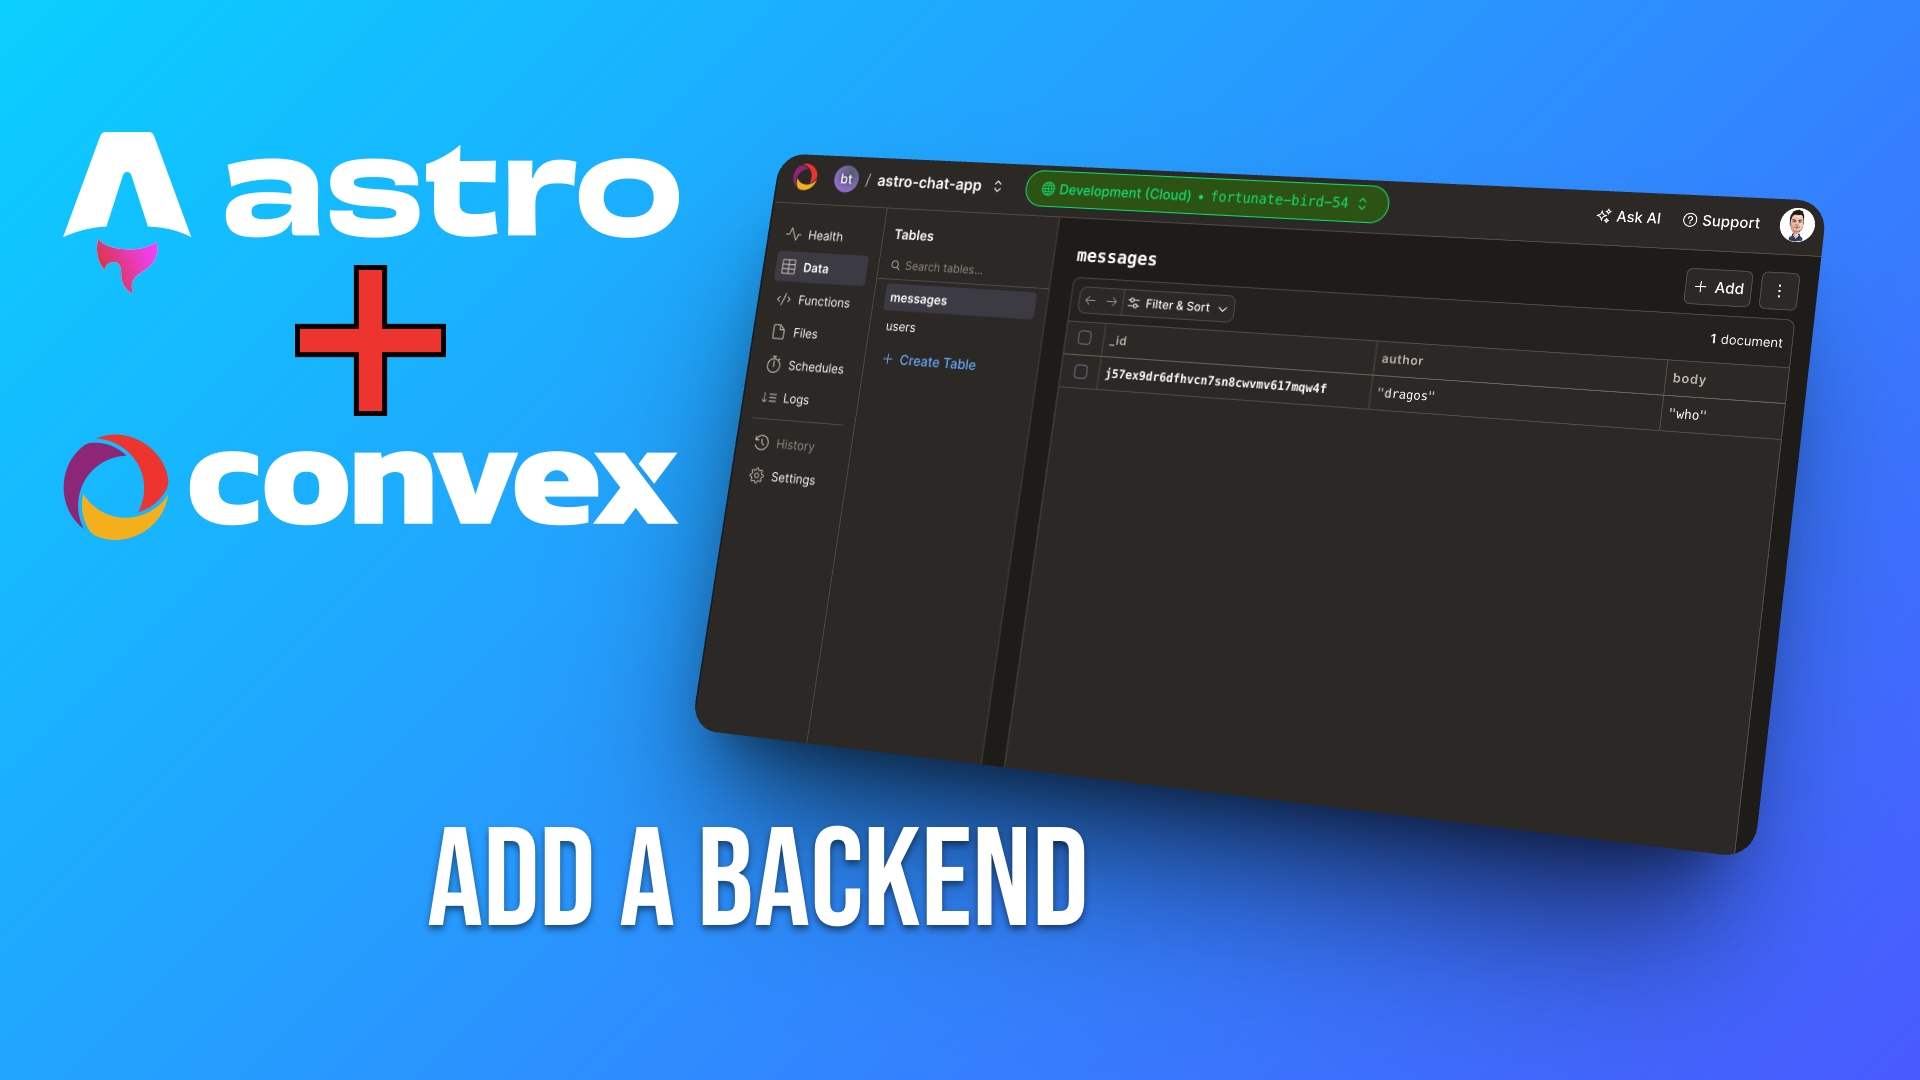 astro
convex
bt / astro-chat-app
Development (Cloud) • fortunate-bird-54
Ask AI
Support
Health
Data
Functions
Files
Schedules
Logs
History
Settings
Tables
Search tables...
messages
users
+ Create Table
messages
+ Add
Filter & Sort
1 document
_id
author
body
j57ex9dr6dfhvcn7sn8cwvmv617mqw4f
"dragos"
"who"
ADD A BACKEND